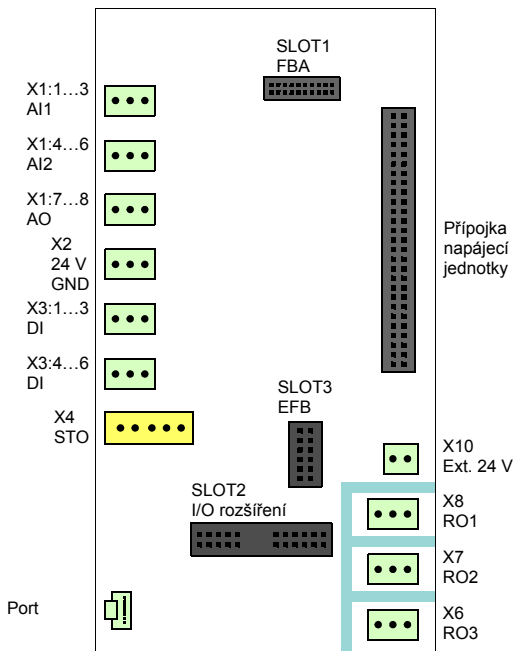 SLOT1
FBA
X1:1…3
AI1
X1:4…6
AI2
X1:7…8
AO
X2
24 V
GND
X3:1…3
DI
X3:4…6
DI
X4
STO
Port
SLOT3
EFB
SLOT2
I/O rozšíření
Přípojka
napájecí
jednotky
X10
Ext. 24 V
X8
RO1
X7
RO2
X6
RO3